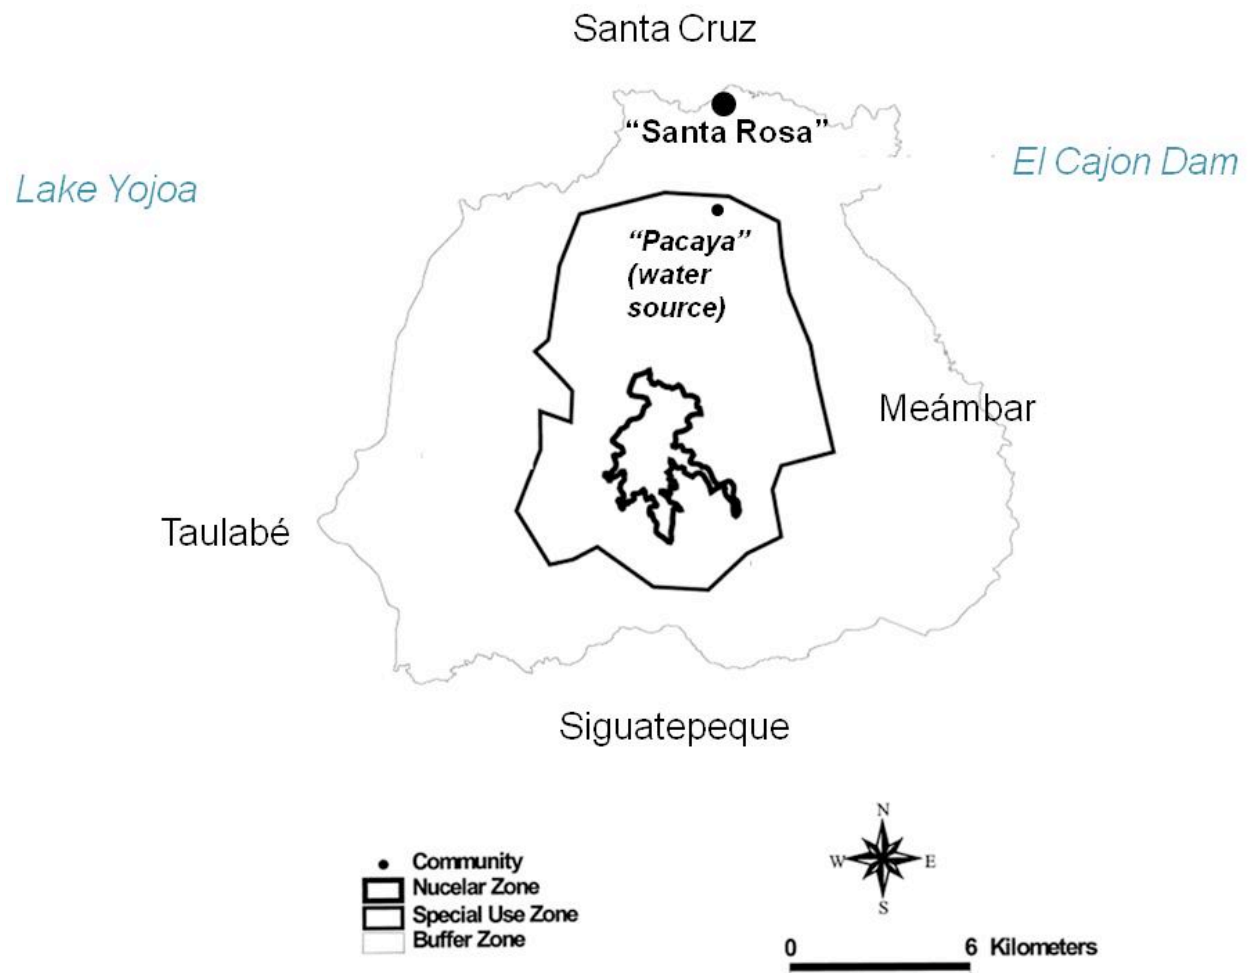 Santa Cruz
“Santa Rosa”
Lake Yojoa
El Cajon Dam
“Pacaya”
(water
source)
Meámbar
Taulabé
Siguatepeque
Community
Nucelar Zone
Special Use Zone
Buffer Zone
N
W E
S
0 6 Kilometers